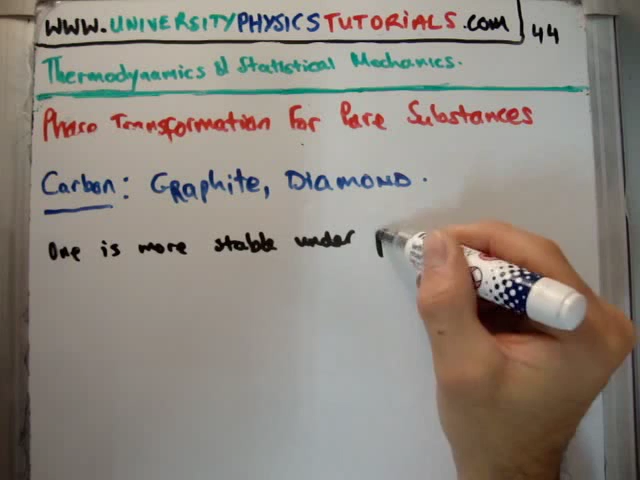 WWW.UNIVERSITYPHYSICSTUTORIALS.COM 44
Thermodynamics & Statistical Mechanics.
Phase Transformation For Pure Substances
Carbon: GRaphite, DIAMOND.
One is more stable under